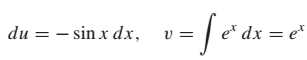 du = − sin x dx, v = ∫ eˣ dx = eˣ